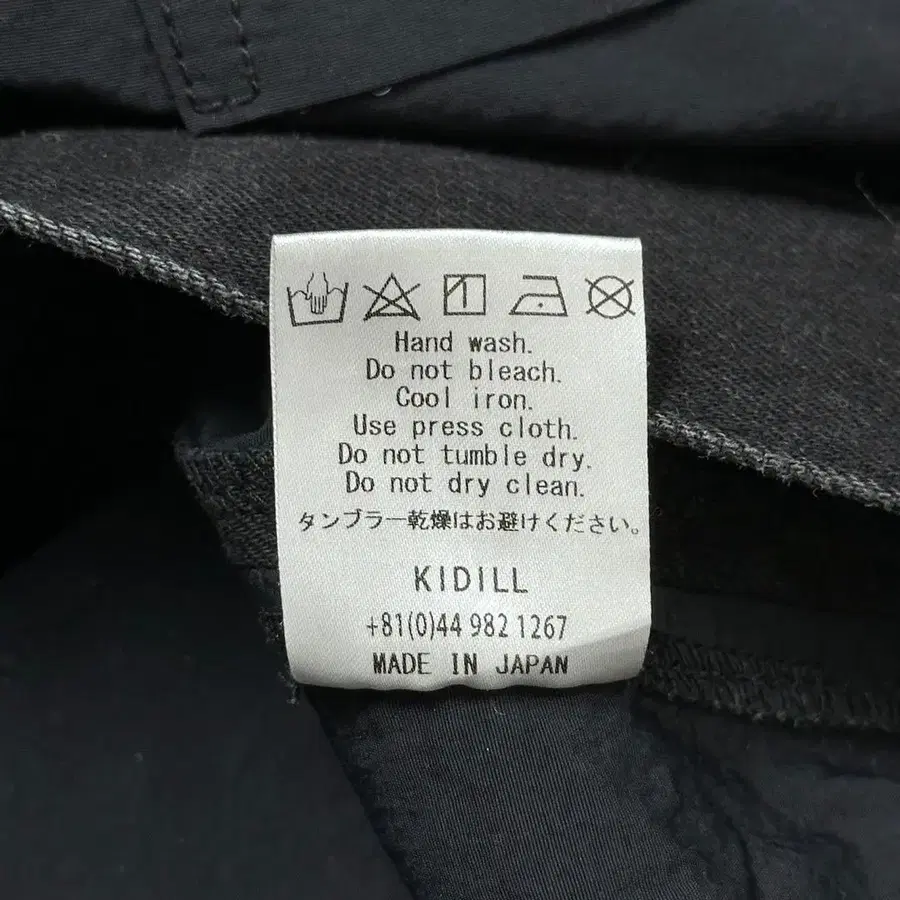 Hand wash.
Do not bleach.
Cool iron.
Use press cloth.
Do not tumble dry.
Do not dry clean.
タンブラー乾燥はお避けください。
KIDILL
+81(0)44 982 1267
MADE IN JAPAN